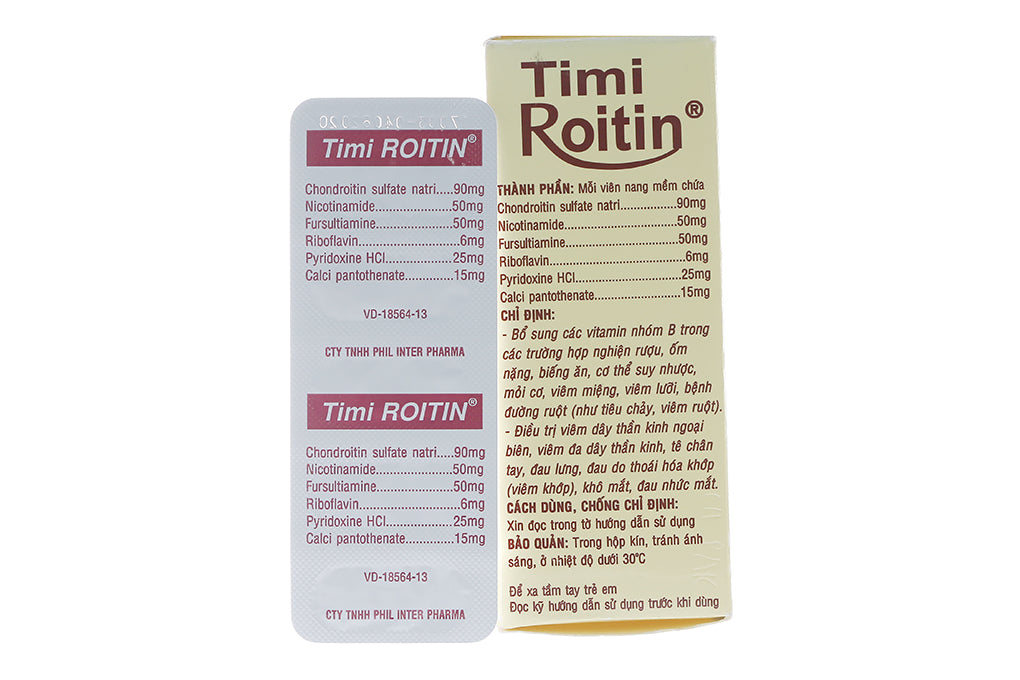 Timi ROITIN®
Chondroitin sulfate natri.....90mg
Nicotinamide......................50mg
Fursultiamine......................50mg
Riboflavin.............................6mg
Pyridoxine HCl...................25mg
Calci pantothenate..............15mg
VD-18564-13
CTY TNHH PHIL INTER PHARMA
Timi ROITIN®
Chondroitin sulfate natri.....90mg
Nicotinamide......................50mg
Fursultiamine......................50mg
Riboflavin.............................6mg
Pyridoxine HCl...................25mg
Calci pantothenate..............15mg
VD-18564-13
CTY TNHH PHIL INTER PHARMA
Timi
Roitin®
THÀNH PHẦN: Mỗi viên nang mềm chứa
Chondroitin sulfate natri................90mg
Nicotinamide................................50mg
Fursultiamine................................50mg
Riboflavin.......................................6mg
Pyridoxine HCl..............................25mg
Calci pantothenate........................15mg
CHỈ ĐỊNH:
- Bổ sung các vitamin nhóm B trong
các trường hợp nghiện rượu, ốm
nặng, biếng ăn, cơ thể suy nhược,
mỏi cơ, viêm miệng, viêm lưỡi, bệnh
đường ruột (như tiêu chảy, viêm ruột).
- Điều trị viêm dây thần kinh ngoại
biên, viêm đa dây thần kinh, tê chân
tay, đau lưng, đau do thoái hóa khớp
(viêm khớp), khô mắt, đau nhức mắt.
CÁCH DÙNG, CHỐNG CHỈ ĐỊNH:
Xin đọc trong tờ hướng dẫn sử dụng
BẢO QUẢN: Trong hộp kín, tránh ánh
sáng, ở nhiệt độ dưới 30°C
Để xa tầm tay trẻ em
Đọc kỹ hướng dẫn sử dụng trước khi dùng